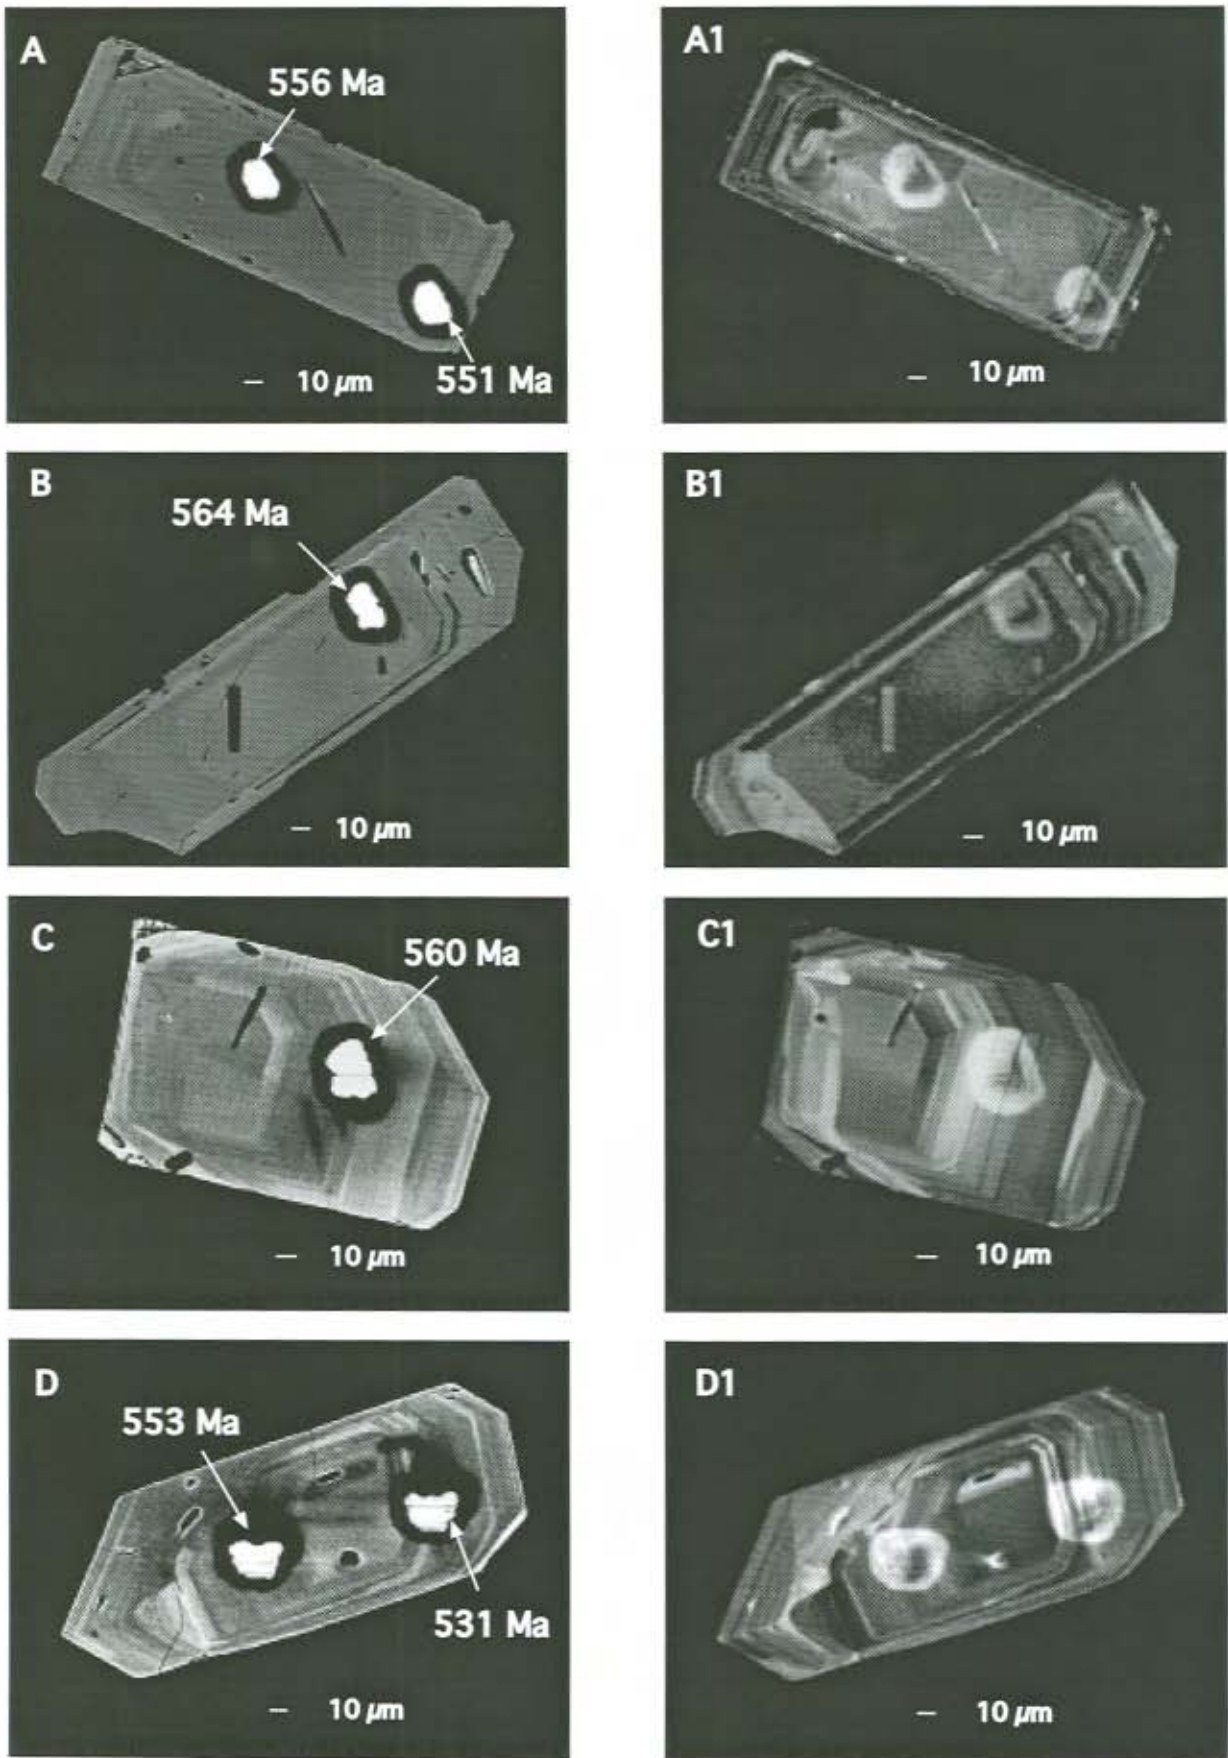 A
556 Ma
551 Ma
— 10 µm
A1
— 10 µm
B
564 Ma
— 10 µm
B1
— 10 µm
C
560 Ma
— 10 µm
C1
— 10 µm
D
553 Ma
531 Ma
— 10 µm
D1
— 10 µm